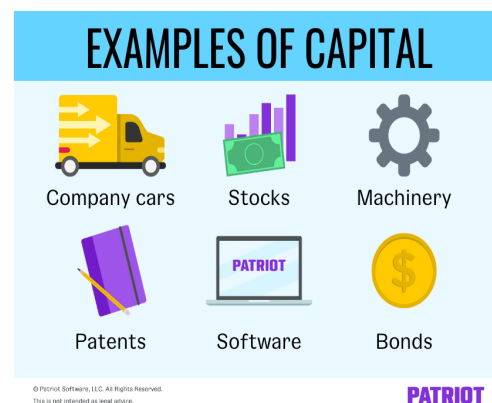 EXAMPLES OF CAPITAL
Company cars
Stocks
Machinery
PATRIOT
Patents
Software
Bonds
© Patriot Software, LLC. All Rights Reserved.
This is not intended as legal advice.
PATRIOT